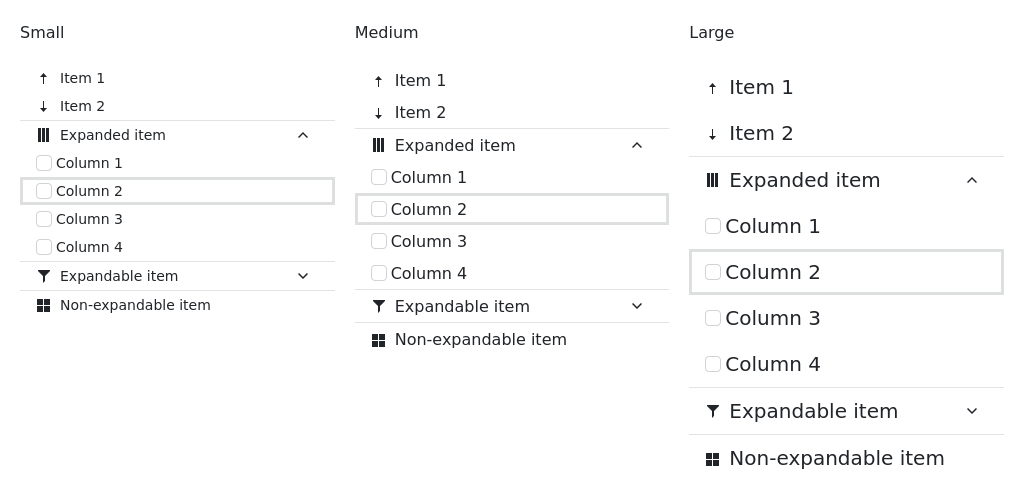 Small
Item 1
Item 2
Expanded item
Column 1
Column 2
Column 3
Column 4
Expandable item
Non-expandable item
Medium
Item 1
Item 2
Expanded item
Column 1
Column 2
Column 3
Column 4
Expandable item
Non-expandable item
Large
Item 1
Item 2
Expanded item
Column 1
Column 2
Column 3
Column 4
Expandable item
Non-expandable item